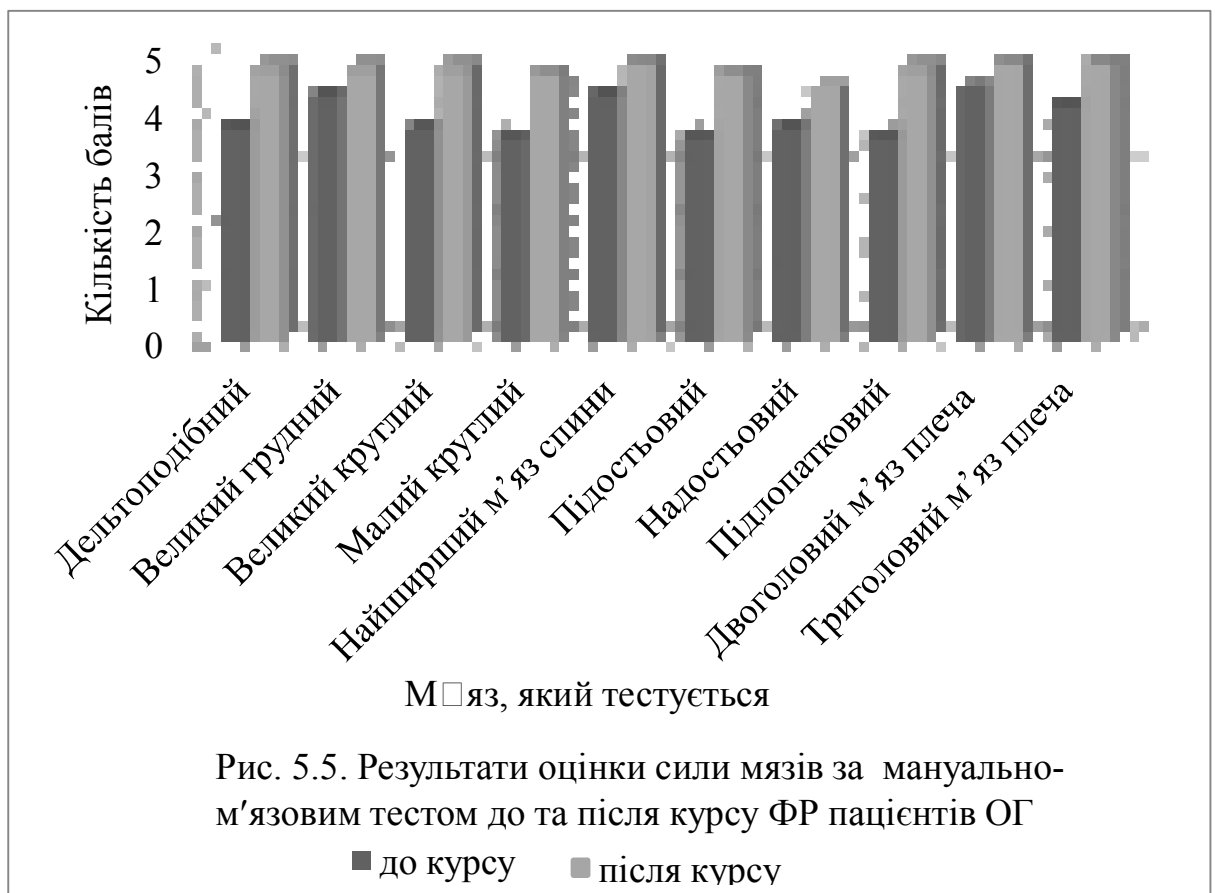 Кількість балів
5
4
3
2
1
0
Дельтоподібний
Великий грудний
Великий круглий
Малий круглий
Найширший м’яз спини
Підостьовий
Надостьовий
Підлопатковий
Двоголовий м’яз плеча
Триголовий м’яз плеча
М□яз, який тестується
Рис. 5.5. Результати оцінки сили мязів за мануально-
м′язовим тестом до та після курсу ФР пацієнтів ОГ
до курсу після курсу